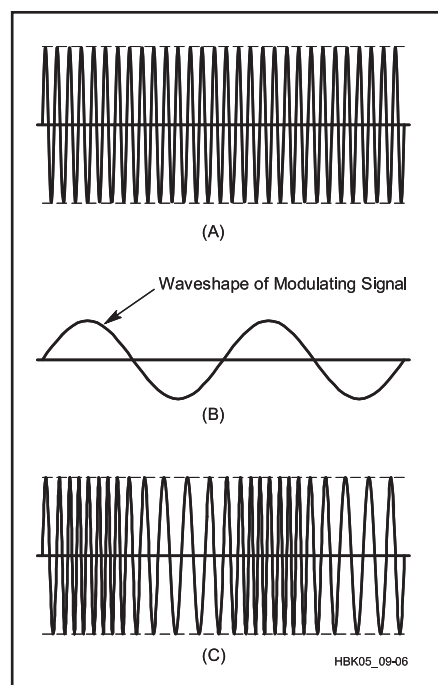 (A)
Waveshape of Modulating Signal
(B)
(C)
HBK05_09-06